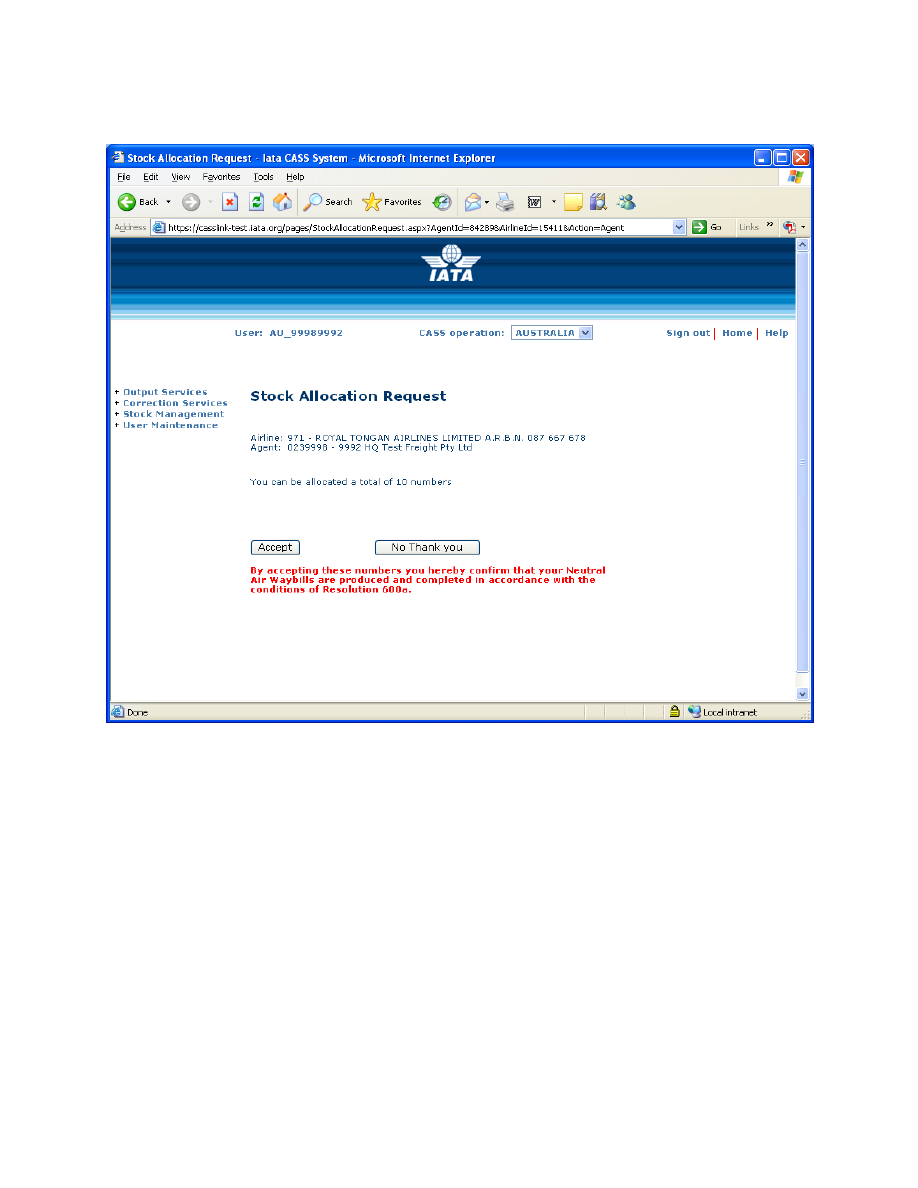 Stock Allocation Request - Iata CASS System - Microsoft Internet Explorer
File Edit View Favorites Tools Help
Back Search Favorites W
Address https://casslink-test.iata.org/pages/StockAllocationRequest.aspx?AgentId=84289&AirlineId=15411&Action=Agent Go Links »
IATA
User: AU_99989992 CASS operation: AUSTRALIA Sign out Home Help
+ Output Services
+ Correction Services
+ Stock Management
+ User Maintenance
Stock Allocation Request
Airline: 971 - ROYAL TONGAN AIRLINES LIMITED A.R.B.N. 087 667 678
Agent: 0239998 - 9992 HQ Test Freight Pty Ltd
You can be allocated a total of 10 numbers
Accept No Thank you
By accepting these numbers you hereby confirm that your Neutral
Air Waybills are produced and completed in accordance with the
conditions of Resolution 600a.
Done Local intranet